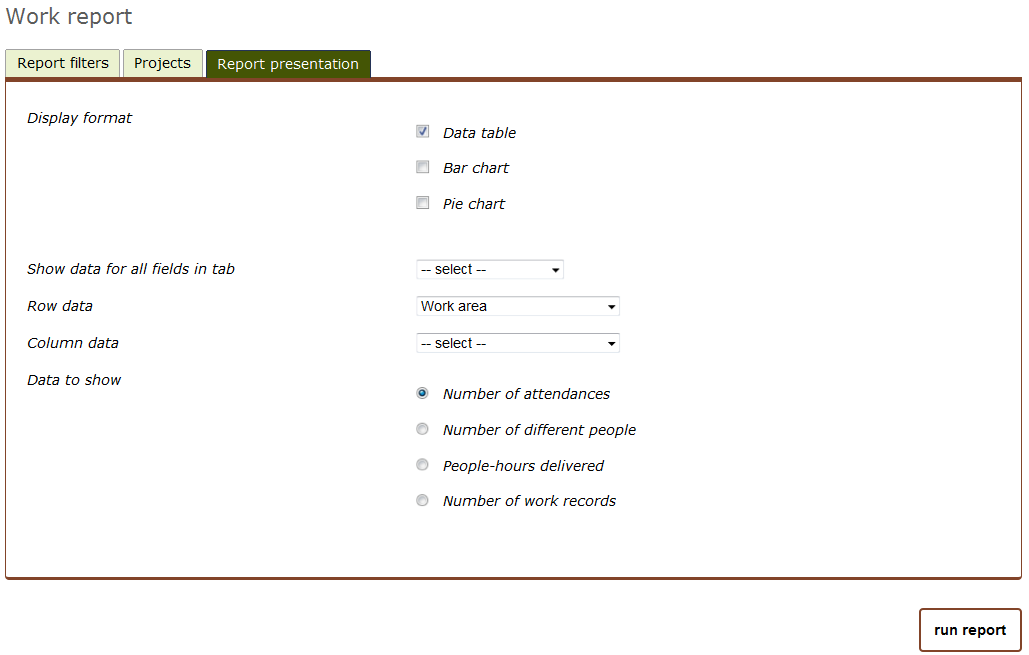 Work report
Report filters Projects Report presentation
Display format
Data table
Bar chart
Pie chart
Show data for all fields in tab -- select --
Row data Work area
Column data -- select --
Data to show
Number of attendances
Number of different people
People-hours delivered
Number of work records
run report